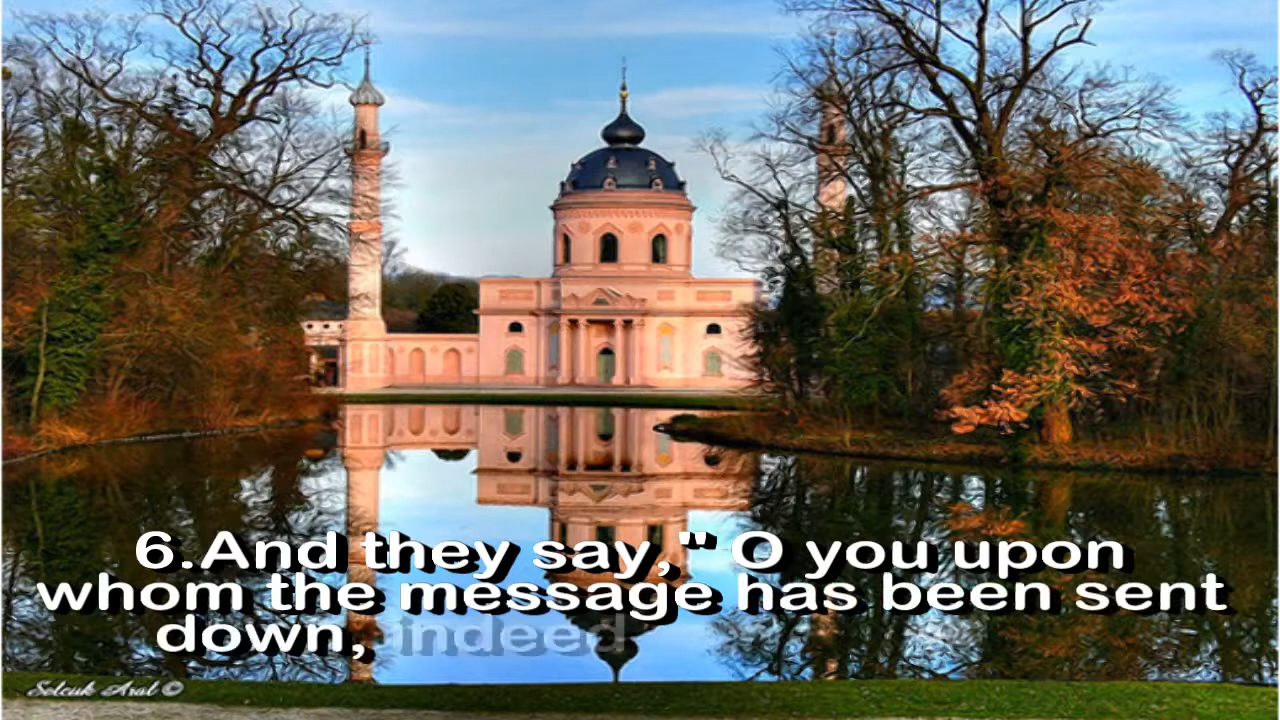 6.And they say," O you upon
whom the message has been sent
down, indeed
Selcuk Aral ©